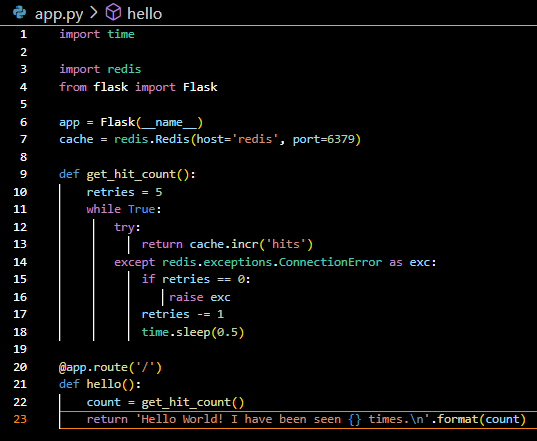 app.py > hello
1 import time
2
3 import redis
4 from flask import Flask
5
6 app = Flask(__name__)
7 cache = redis.Redis(host='redis', port=6379)
8
9 def get_hit_count():
10     retries = 5
11     while True:
12         try:
13             return cache.incr('hits')
14         except redis.exceptions.ConnectionError as exc:
15             if retries == 0:
16                 raise exc
17             retries -= 1
18             time.sleep(0.5)
19
20 @app.route('/')
21 def hello():
22     count = get_hit_count()
23     return 'Hello World! I have been seen {} times.\n'.format(count)